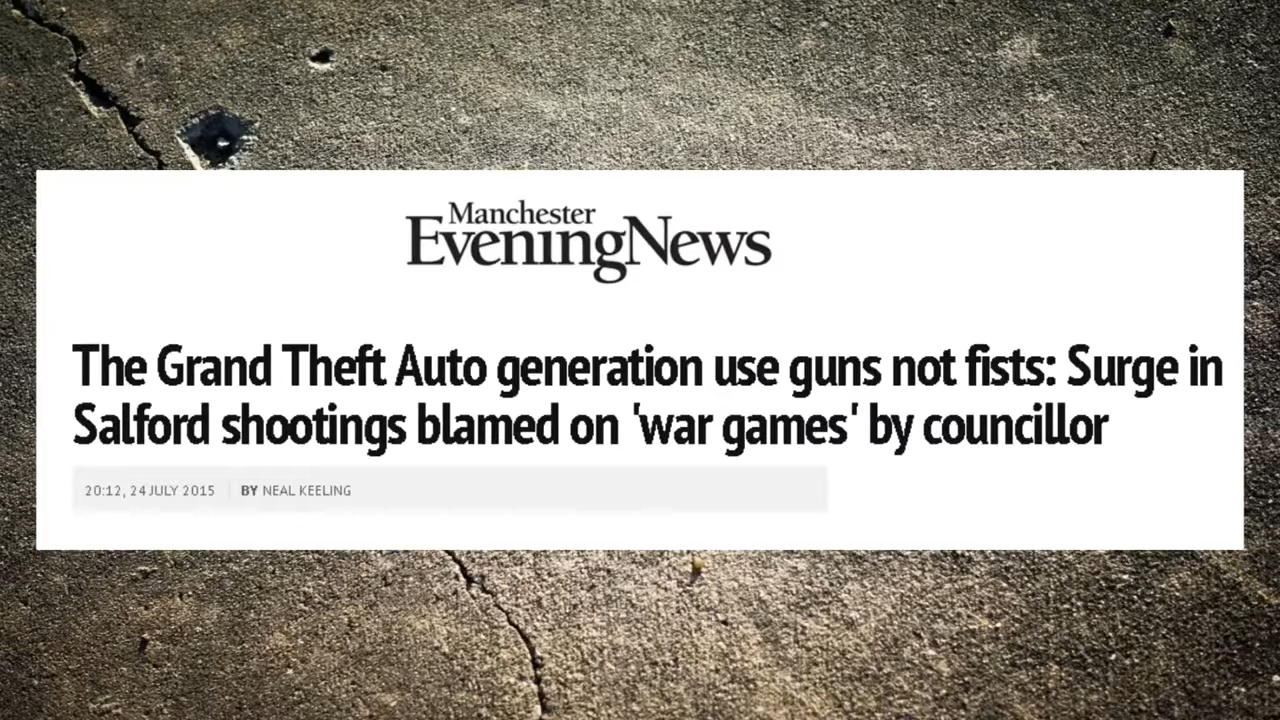 Manchester
EveningNews
The Grand Theft Auto generation use guns not fists: Surge in
Salford shootings blamed on 'war games' by councillor
20:12, 24 JULY 2015 BY NEAL KEELING